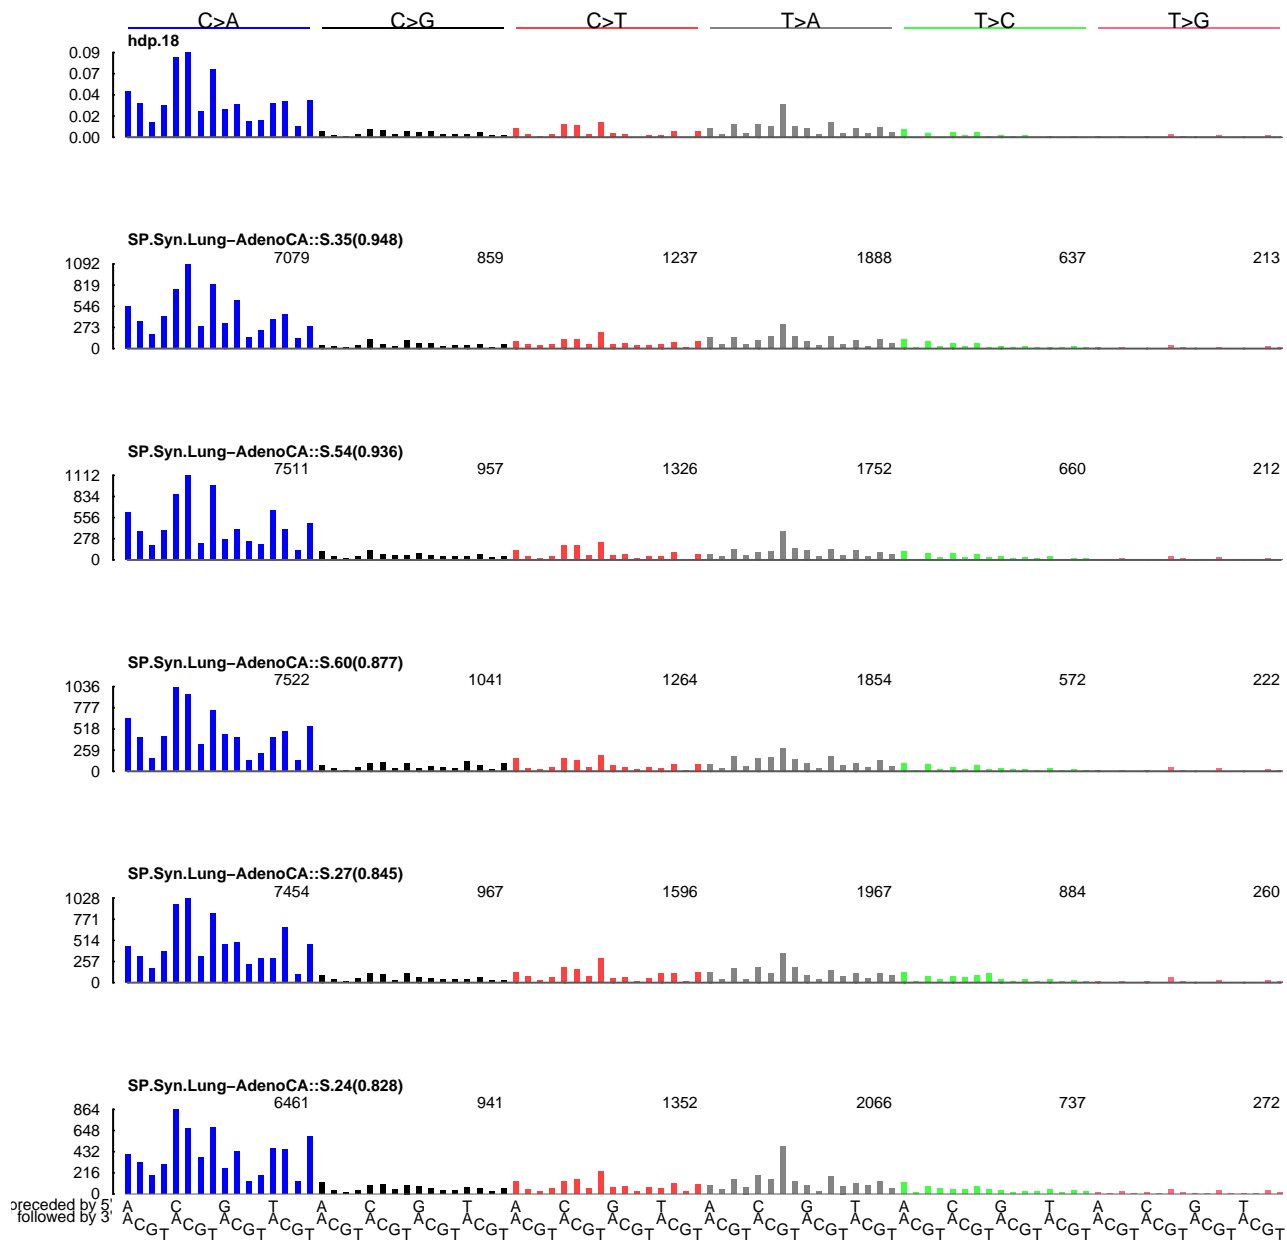 C>A C>G C>T T>A T>C T>G
hdp.18
0.09
0.07
0.04
0.02
0.00
SP.Syn.Lung−AdenoCA::S.35(0.948)
7079 859 1237 1888 637 213
1092
819
546
273
0
SP.Syn.Lung−AdenoCA::S.54(0.936)
7511 957 1326 1752 660 212
1112
834
556
278
0
SP.Syn.Lung−AdenoCA::S.60(0.877)
7522 1041 1264 1854 572 222
1036
777
518
259
0
SP.Syn.Lung−AdenoCA::S.27(0.845)
7454 967 1596 1967 884 260
1028
771
514
257
0
SP.Syn.Lung−AdenoCA::S.24(0.828)
6461 941 1352 2066 737 272
864
648
432
216
0
preceded by 5' A C G T A C G T A C G T A C G T A C G T A C G T
followed by 3' A C G T A C G T A C G T A C G T A C G T A C G T A C G T A C G T A C G T A C G T A C G T A C G T A C G T A C G T A C G T A C G T A C G T A C G T A C G T A C G T A C G T A C G T A C G T A C G T